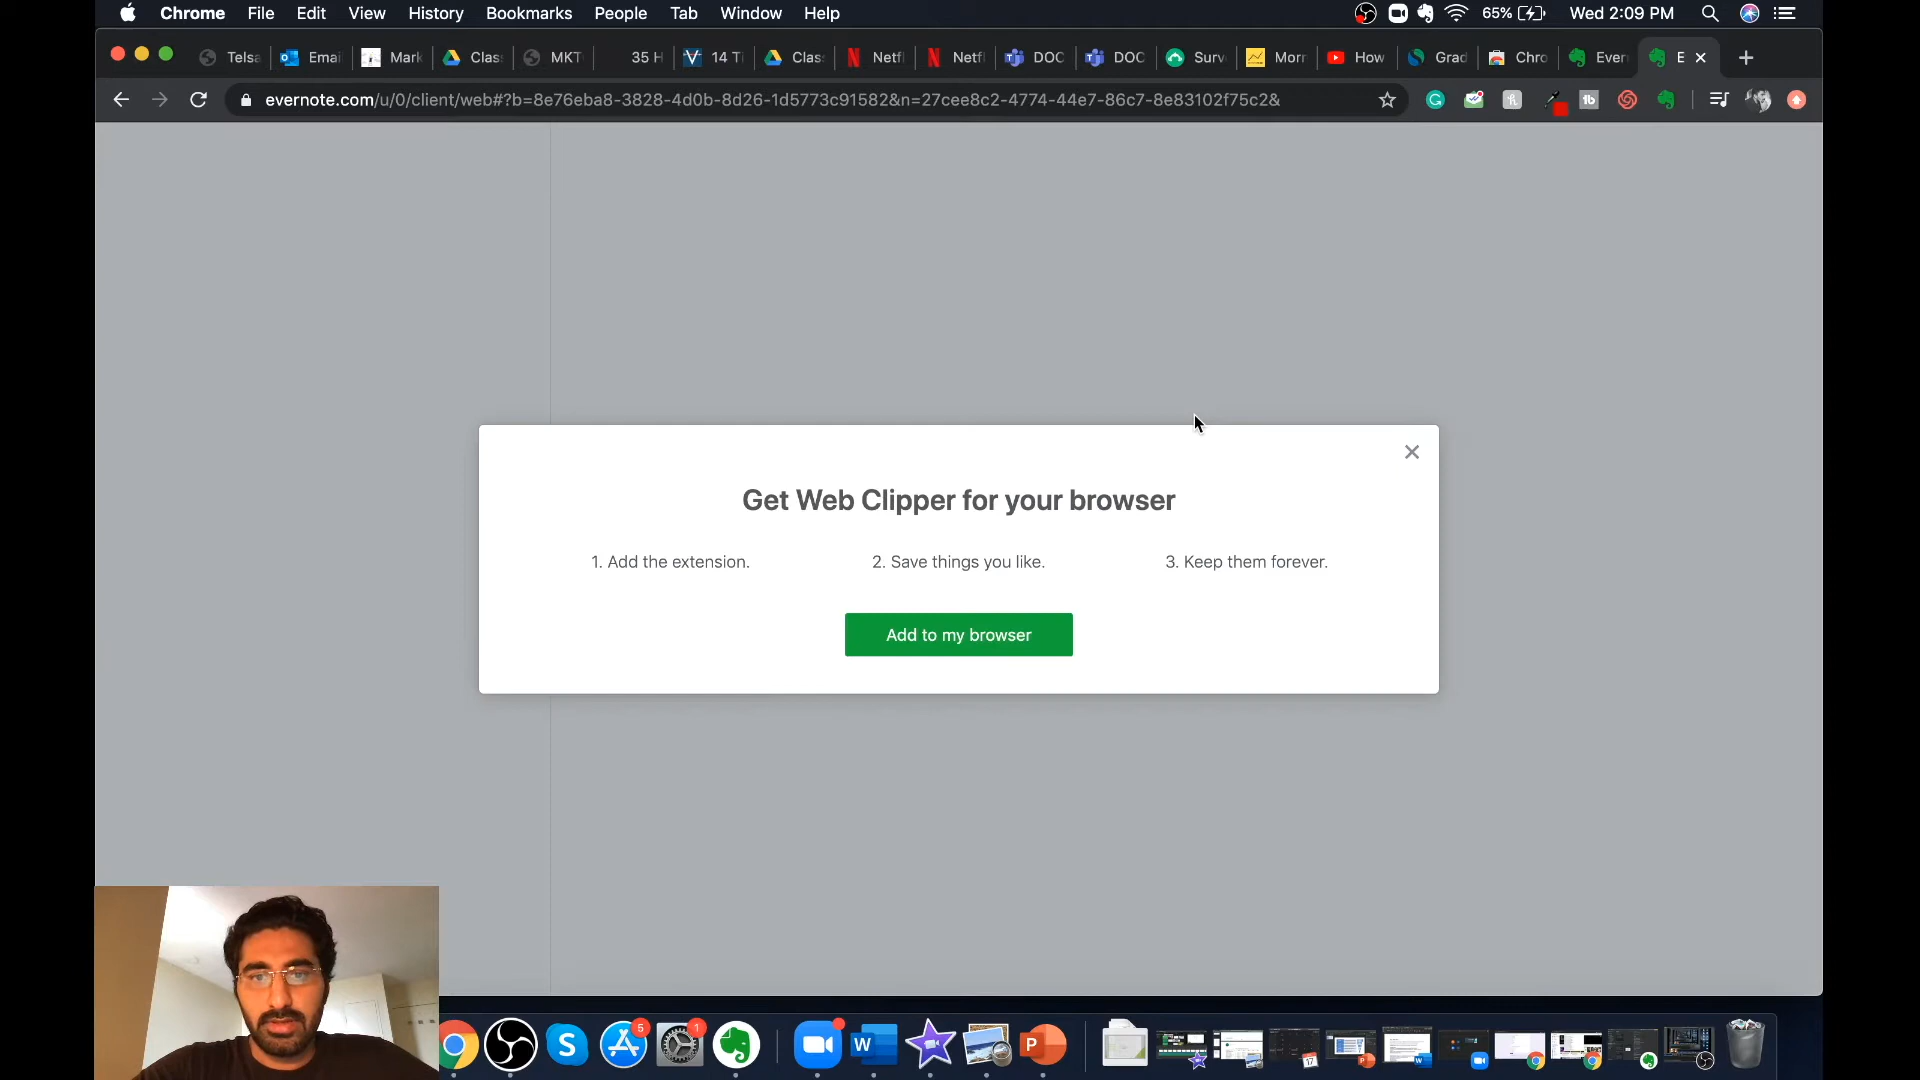 Chrome File Edit View History Bookmarks People Tab Window Help 65% Wed 2:09 PM
Telsa Emai Mark Clas MKT 35 H 14 T Clas Netfl Netfl DOC DOC Surv Morn How Grad Chro Ever E
evernote.com/u/0/client/web#?b=8e76eba8-3828-4d0b-8d26-1d5773c91582&n=27cee8c2-4774-44e7-86c7-8e83102f75c2&
Get Web Clipper for your browser
1. Add the extension. 2. Save things you like. 3. Keep them forever.
Add to my browser
5 1